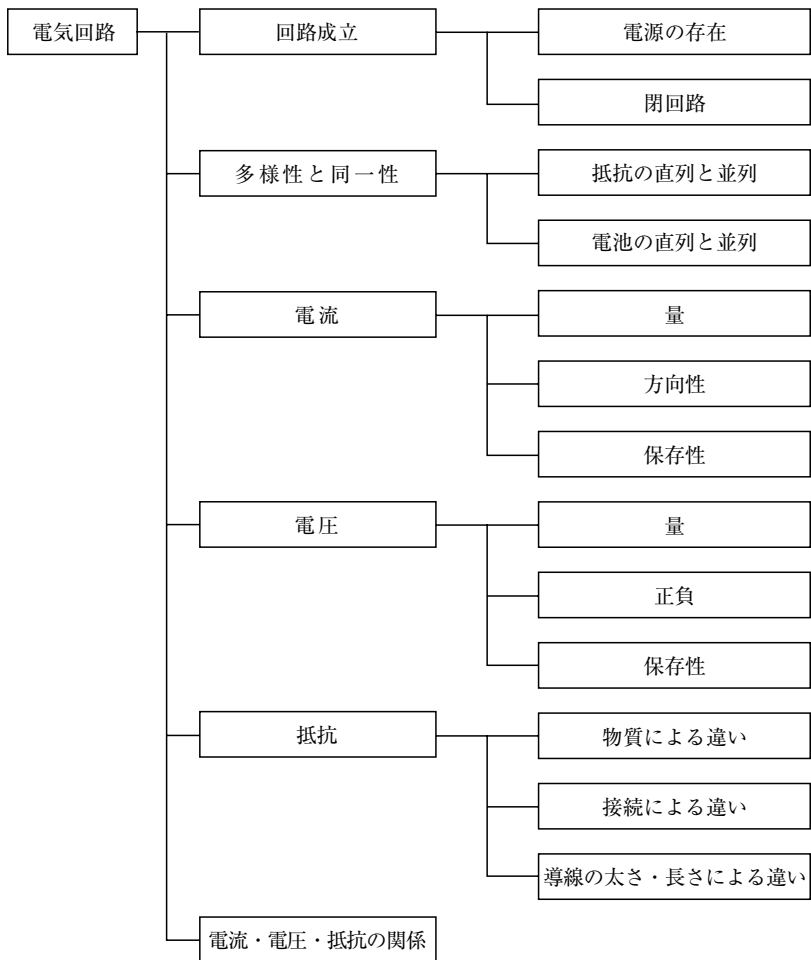 電気回路
回路成立
電源の存在
閉回路
多様性と同一性
抵抗の直列と並列
電池の直列と並列
電流
量
方向性
保存性
電圧
量
正負
保存性
抵抗
物質による違い
接続による違い
導線の太さ・長さによる違い
電流・電圧・抵抗の関係